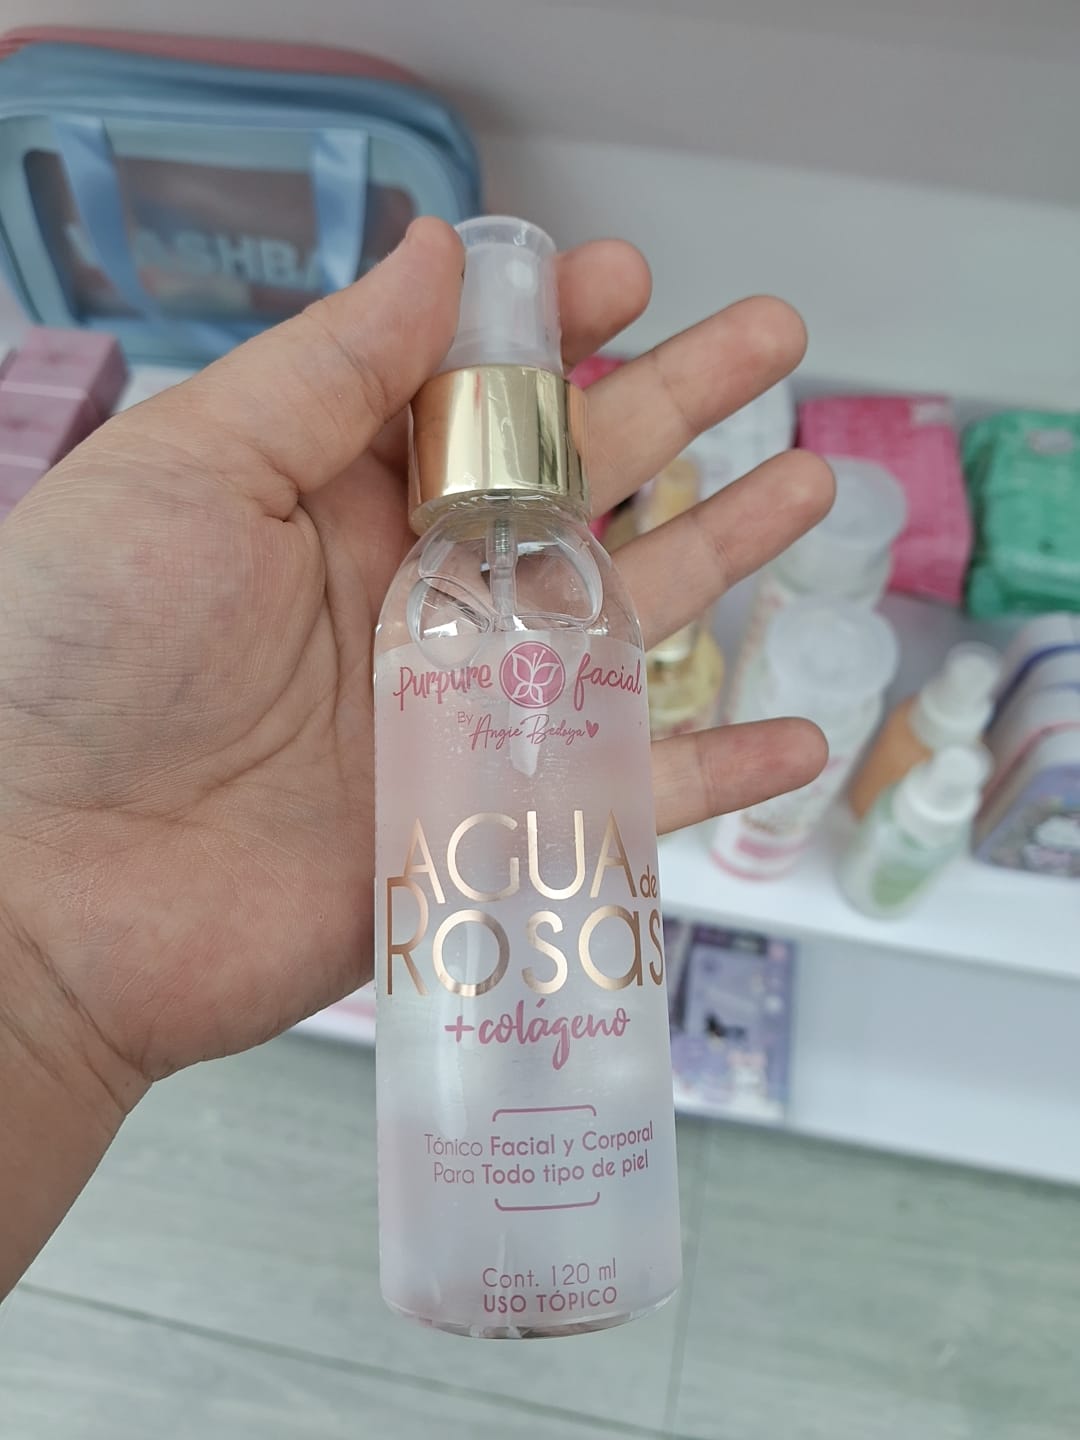 Purpure facial
By Angie Bedoya
AGUA de
Rosas
+colágeno
Tónico Facial y Corporal
Para Todo tipo de piel
Cont. 120 ml
USO TÓPICO